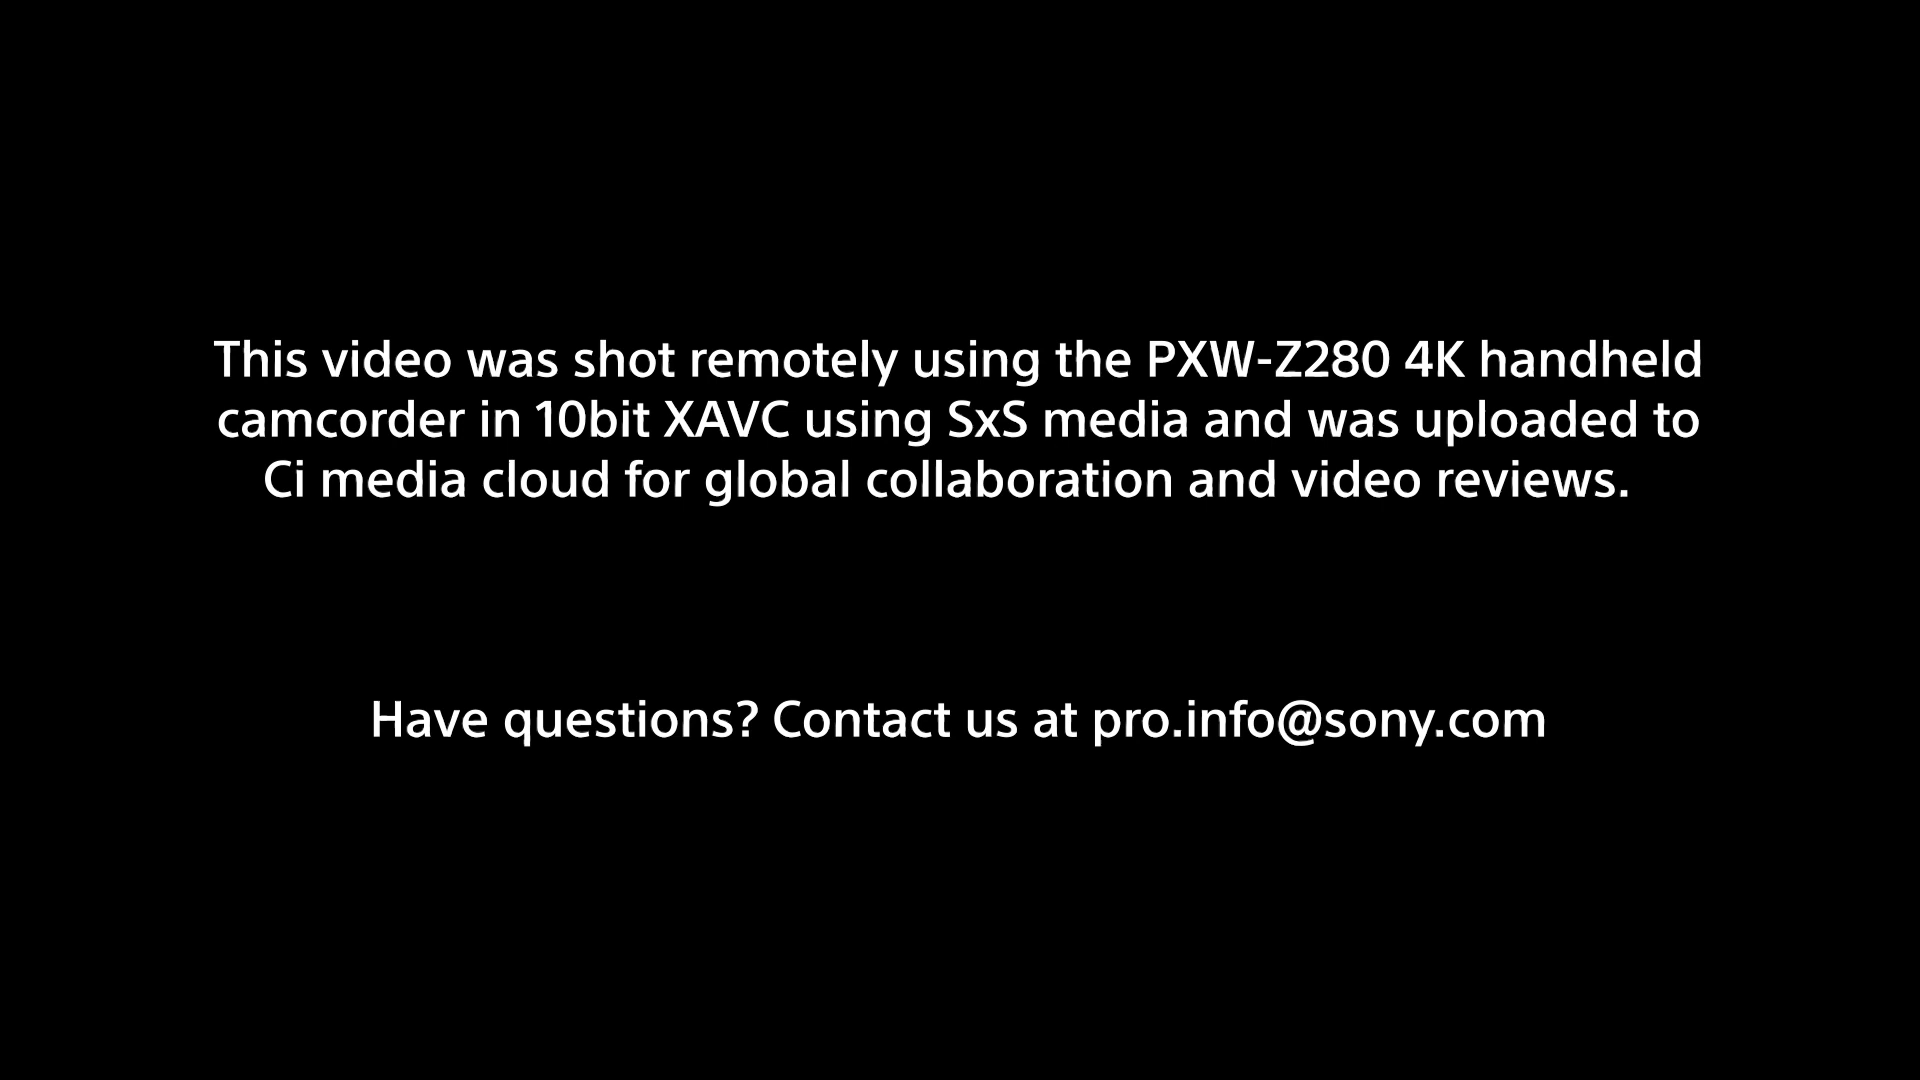 This video was shot remotely using the PXW-Z280 4K handheld
camcorder in 10bit XAVC using SxS media and was uploaded to
Ci media cloud for global collaboration and video reviews.
Have questions? Contact us at pro.info@sony.com